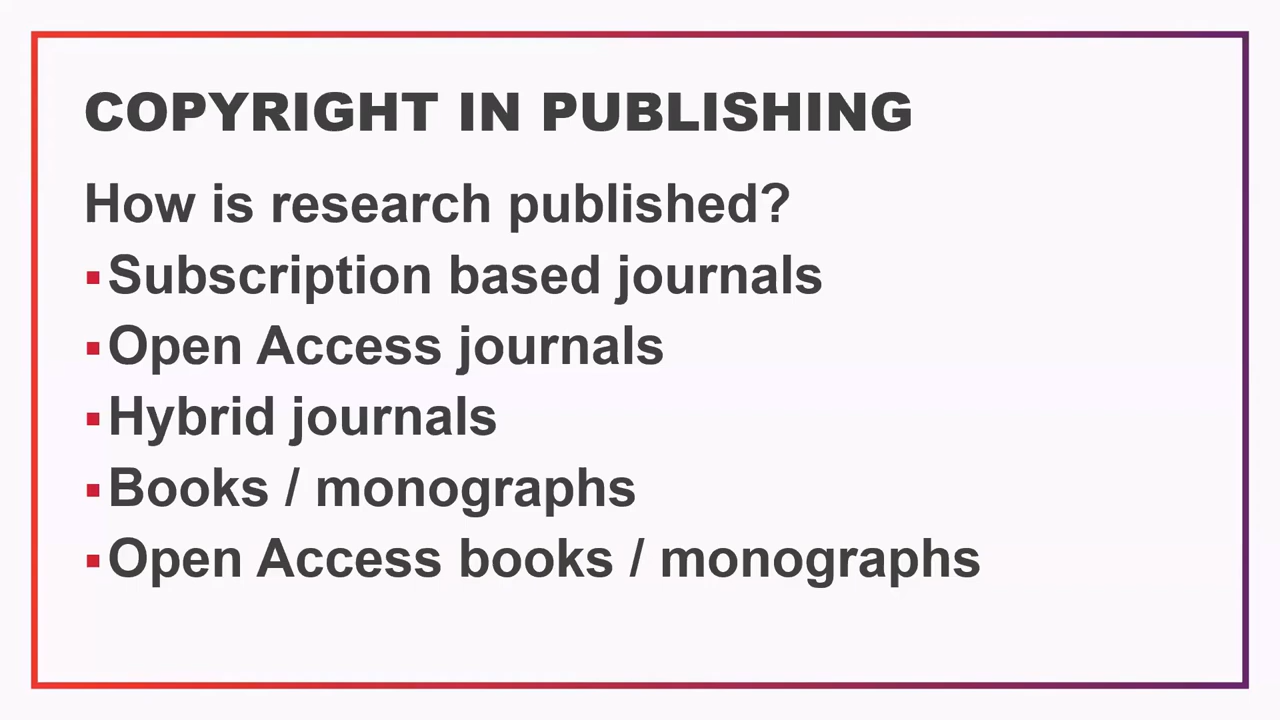 COPYRIGHT IN PUBLISHING
How is research published?
▪Subscription based journals
▪Open Access journals
▪Hybrid journals
▪Books / monographs
▪Open Access books / monographs